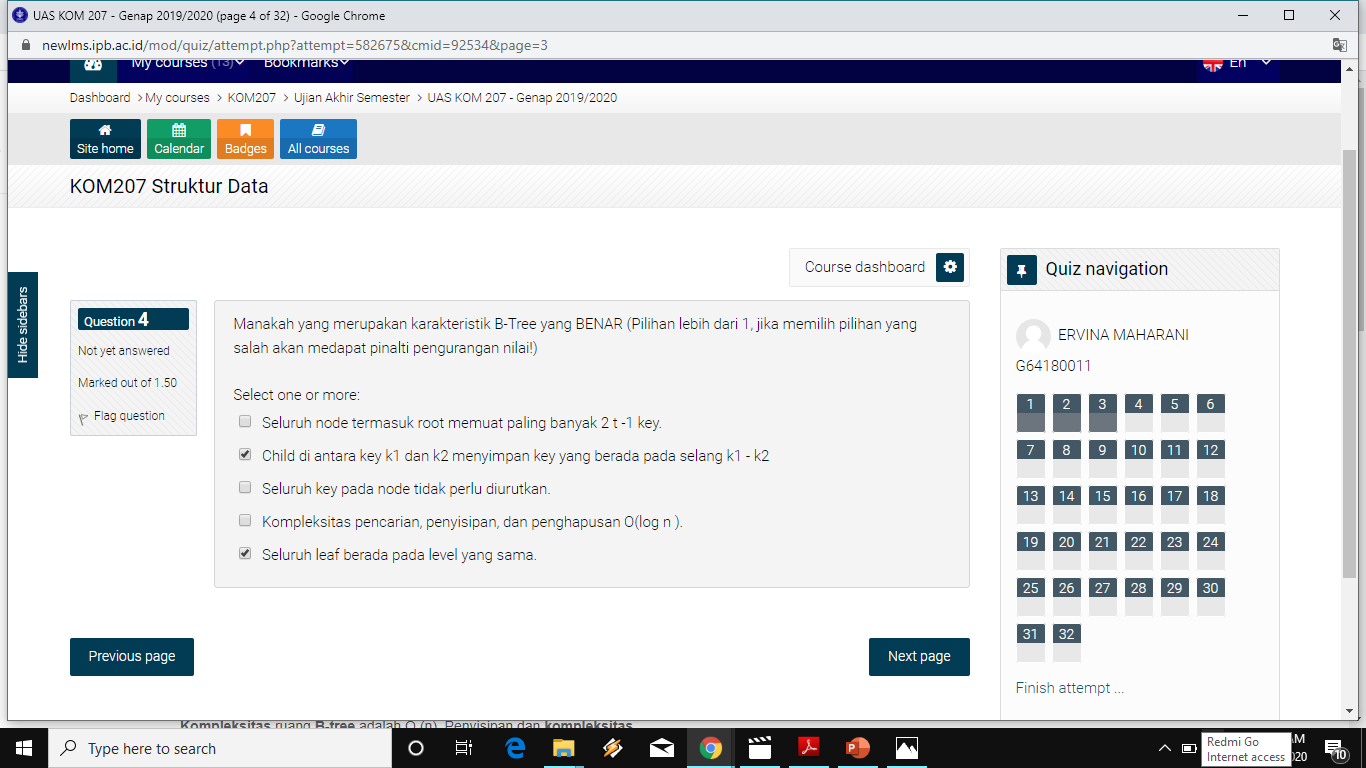 UAS KOM 207 - Genap 2019/2020 (page 4 of 32) - Google Chrome
newlms.ipb.ac.id/mod/quiz/attempt.php?attempt=582675&cmid=92534&page=3
My courses (13) Bookmarks En
Dashboard > My courses > KOM207 > Ujian Akhir Semester > UAS KOM 207 - Genap 2019/2020
Site home Calendar Badges All courses
KOM207 Struktur Data
Hide sidebars
Course dashboard
Question 4
Not yet answered
Marked out of 1.50
Flag question
Manakah yang merupakan karakteristik B-Tree yang BENAR (Pilihan lebih dari 1, jika memilih pilihan yang
salah akan medapat pinalti pengurangan nilai!)
Select one or more:
Seluruh node termasuk root memuat paling banyak 2 t -1 key.
Child di antara key k1 dan k2 menyimpan key yang berada pada selang k1 - k2
Seluruh key pada node tidak perlu diurutkan.
Kompleksitas pencarian, penyisipan, dan penghapusan O(log n ).
Seluruh leaf berada pada level yang sama.
Previous page Next page
Quiz navigation
ERVINA MAHARANI
G64180011
1 2 3 4 5 6
7 8 9 10 11 12
13 14 15 16 17 18
19 20 21 22 23 24
25 26 27 28 29 30
31 32
Finish attempt ...
Kompleksitas ruang B-tree adalah O (n). Penyisipan dan kompleksitas
Type here to search
Redmi Go
Internet access
AM
020
10